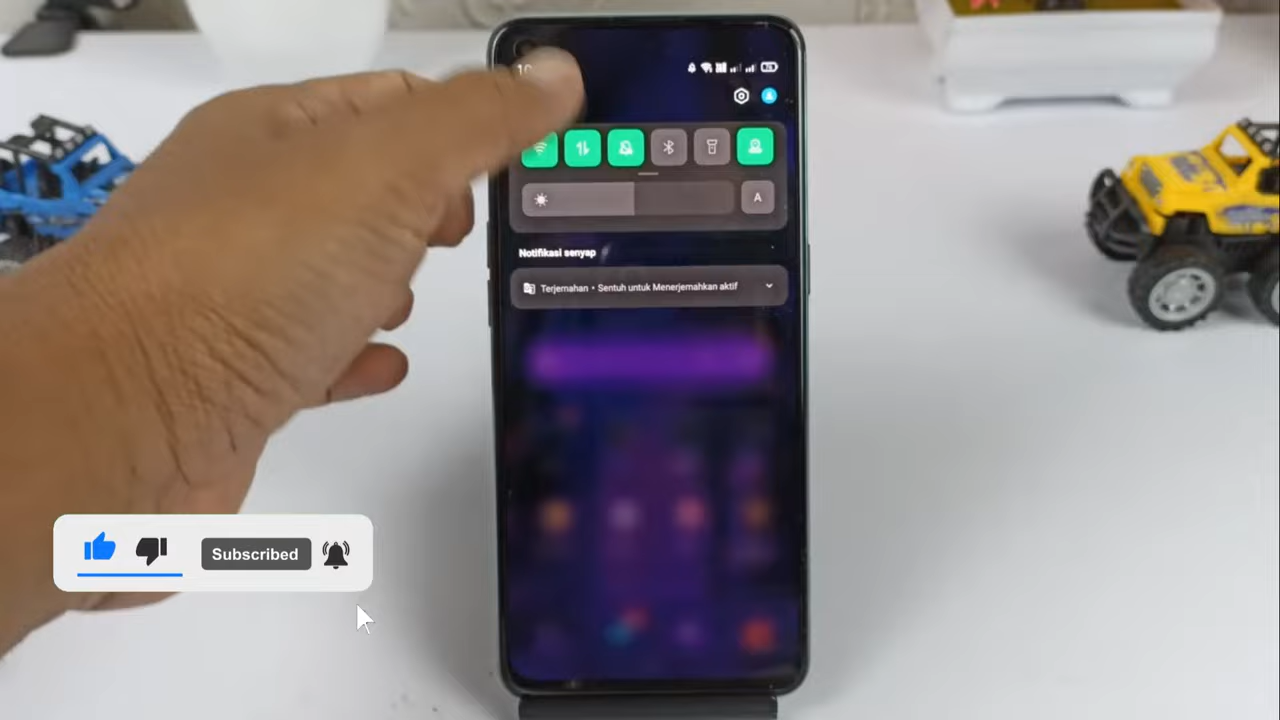 A
Notifikasi senyap
Terjemahan • Sentuh untuk Menerjemahkan aktif
Subscribed